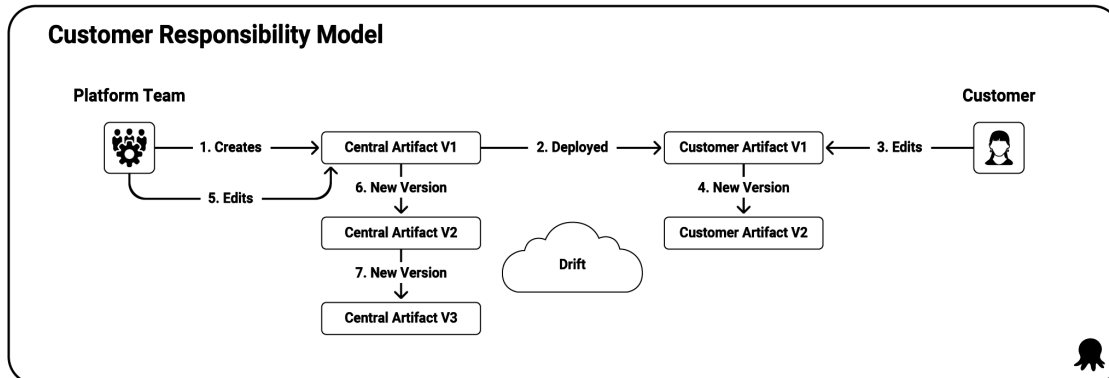 Customer Responsibility Model
Platform Team
Customer
1. Creates
Central Artifact V1
2. Deployed
Customer Artifact V1
3. Edits
5. Edits
6. New Version
4. New Version
Central Artifact V2
Customer Artifact V2
Drift
7. New Version
Central Artifact V3